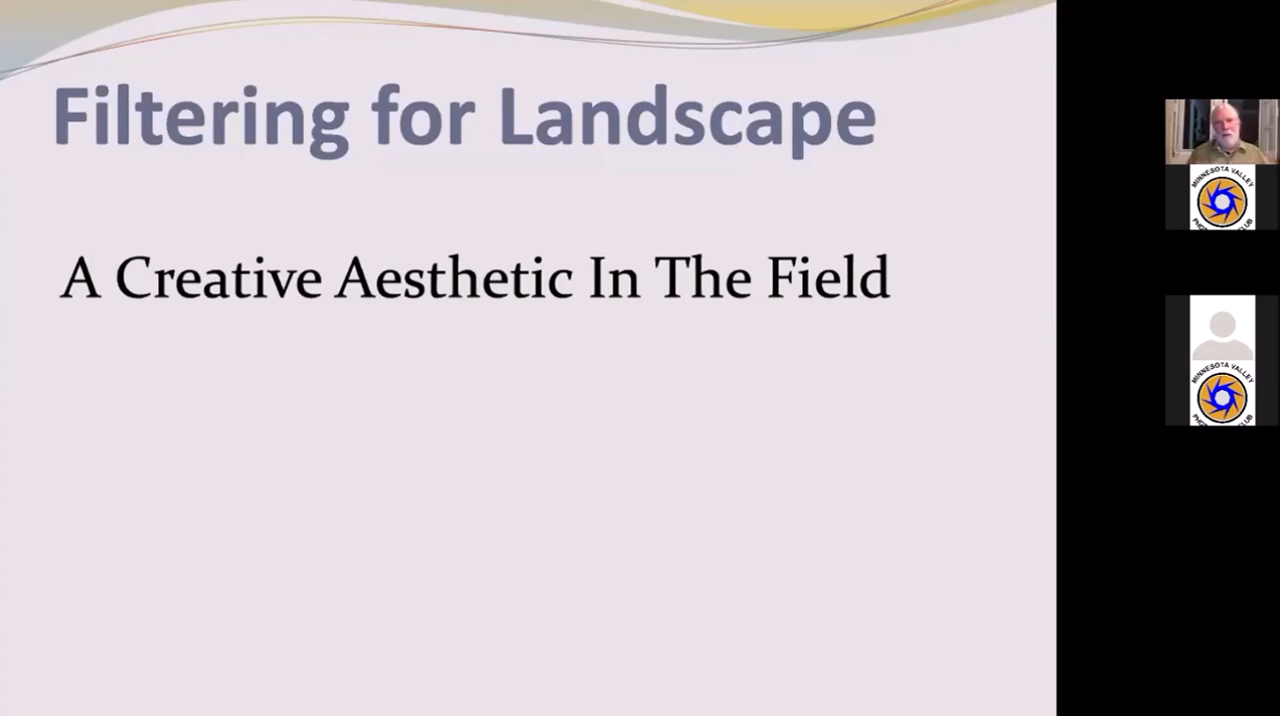 Filtering for Landscape
A Creative Aesthetic In The Field
MINNESOTA VALLEY
MINNESOTA VALLEY